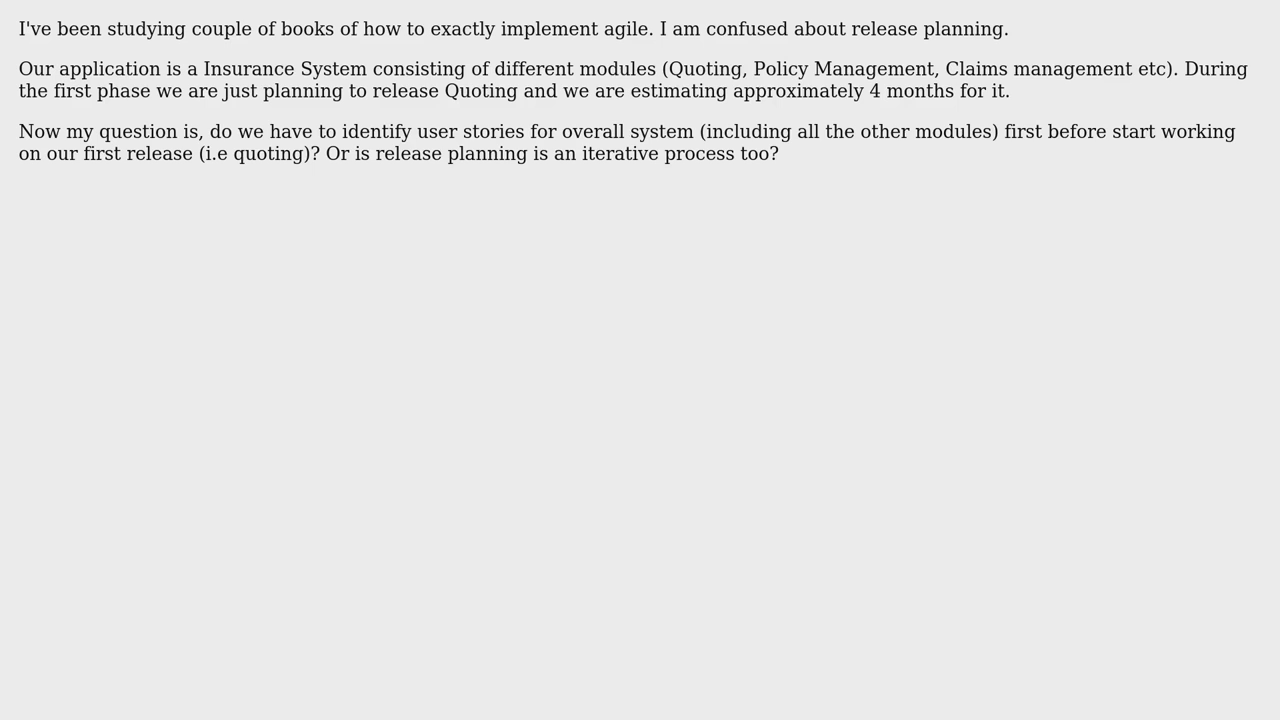 I've been studying couple of books of how to exactly implement agile. I am confused about release planning.
Our application is a Insurance System consisting of different modules (Quoting, Policy Management, Claims management etc). During
the first phase we are just planning to release Quoting and we are estimating approximately 4 months for it.
Now my question is, do we have to identify user stories for overall system (including all the other modules) first before start working
on our first release (i.e quoting)? Or is release planning is an iterative process too?